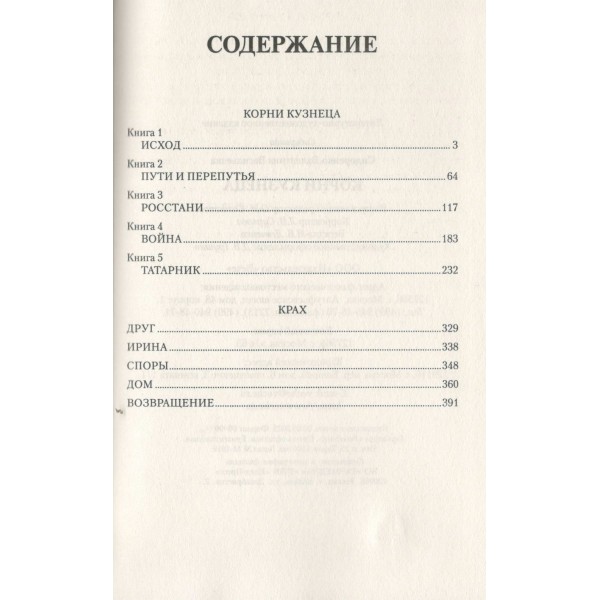 СОДЕРЖАНИЕ
КОРНИ КУЗНЕЦА
Книга 1
ИСХОД 3
Книга 2
ПУТИ И ПЕРЕПУТЬЯ 64
Книга 3
РОССТАНИ 117
Книга 4
ВОЙНА 183
Книга 5
ТАТАРНИК 232
КРАХ
ДРУГ 329
ИРИНА 338
СПОРЫ 348
ДОМ 360
ВОЗВРАЩЕНИЕ 391